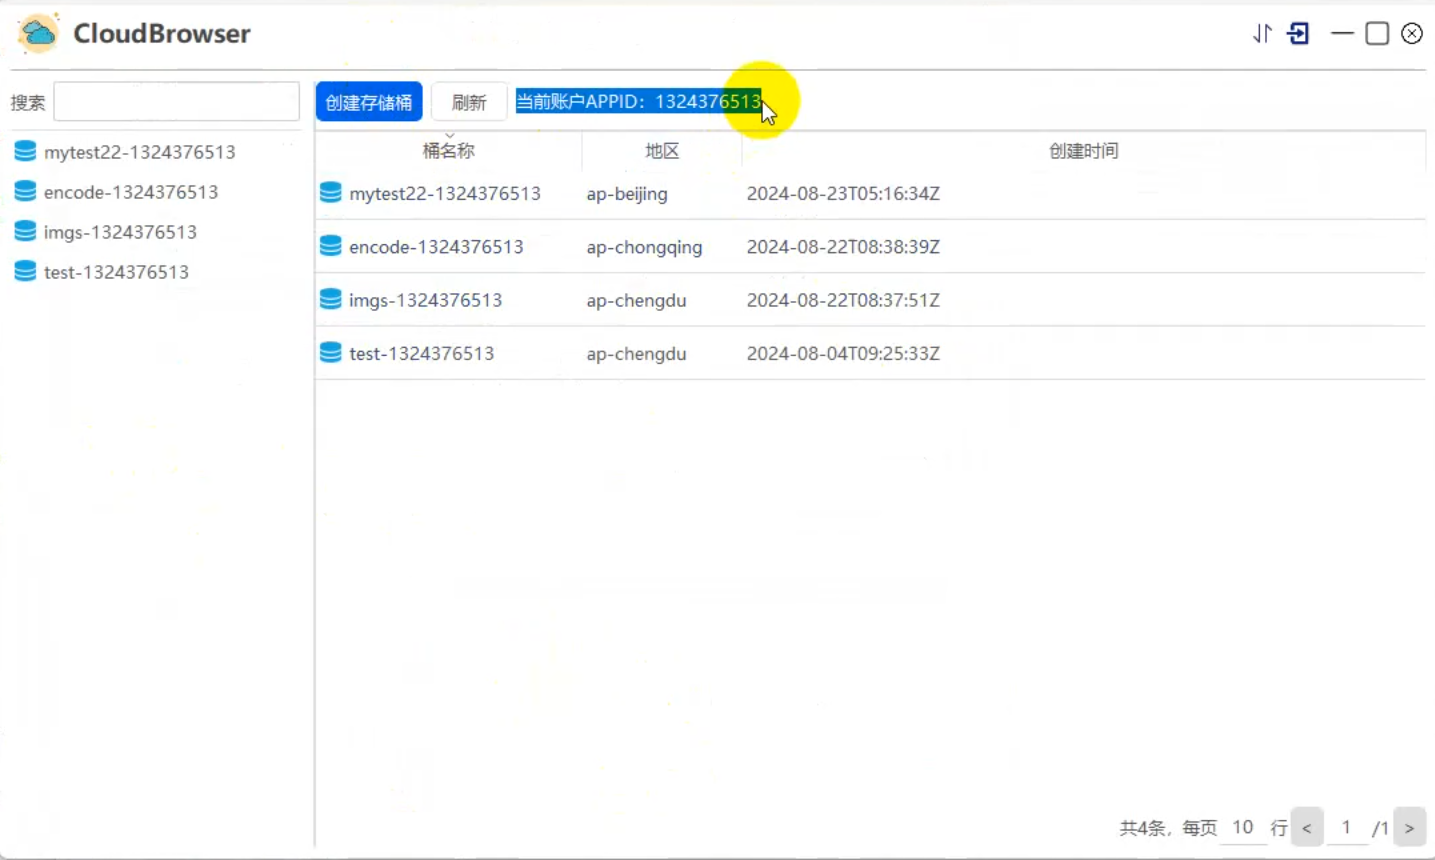 CloudBrowser
搜索
创建存储桶 刷新 当前账户APPID：1324376513
mytest22-1324376513
encode-1324376513
imgs-1324376513
test-1324376513
桶名称 地区 创建时间
mytest22-1324376513 ap-beijing 2024-08-23T05:16:34Z
encode-1324376513 ap-chongqing 2024-08-22T08:38:39Z
imgs-1324376513 ap-chengdu 2024-08-22T08:37:51Z
test-1324376513 ap-chengdu 2024-08-04T09:25:33Z
共4条，每页 10 行 < 1 /1 >